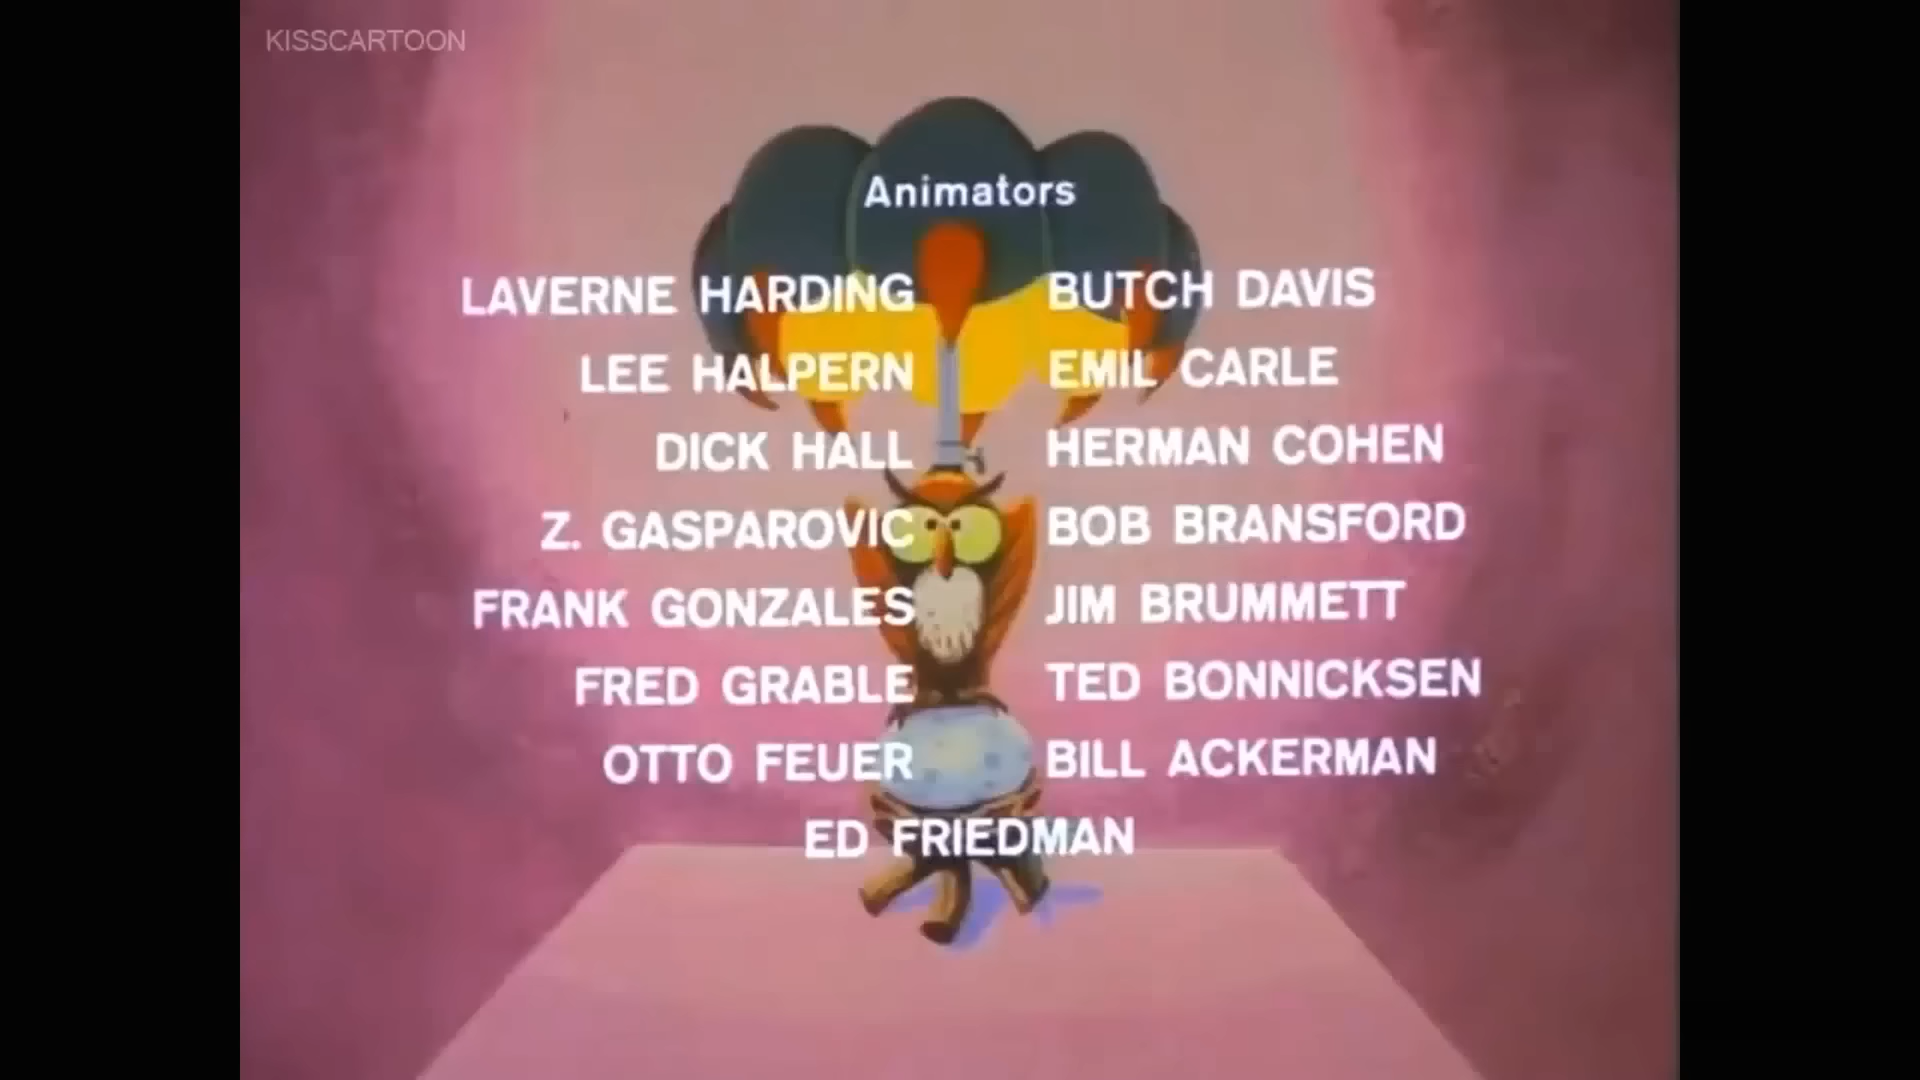 KISSCARTOON
Animators
LAVERNE HARDING BUTCH DAVIS
LEE HALPERN EMIL CARLE
DICK HALL HERMAN COHEN
Z. GASPAROVIC BOB BRANSFORD
FRANK GONZALES JIM BRUMMETT
FRED GRABLE TED BONNICKSEN
OTTO FEUER BILL ACKERMAN
ED FRIEDMAN